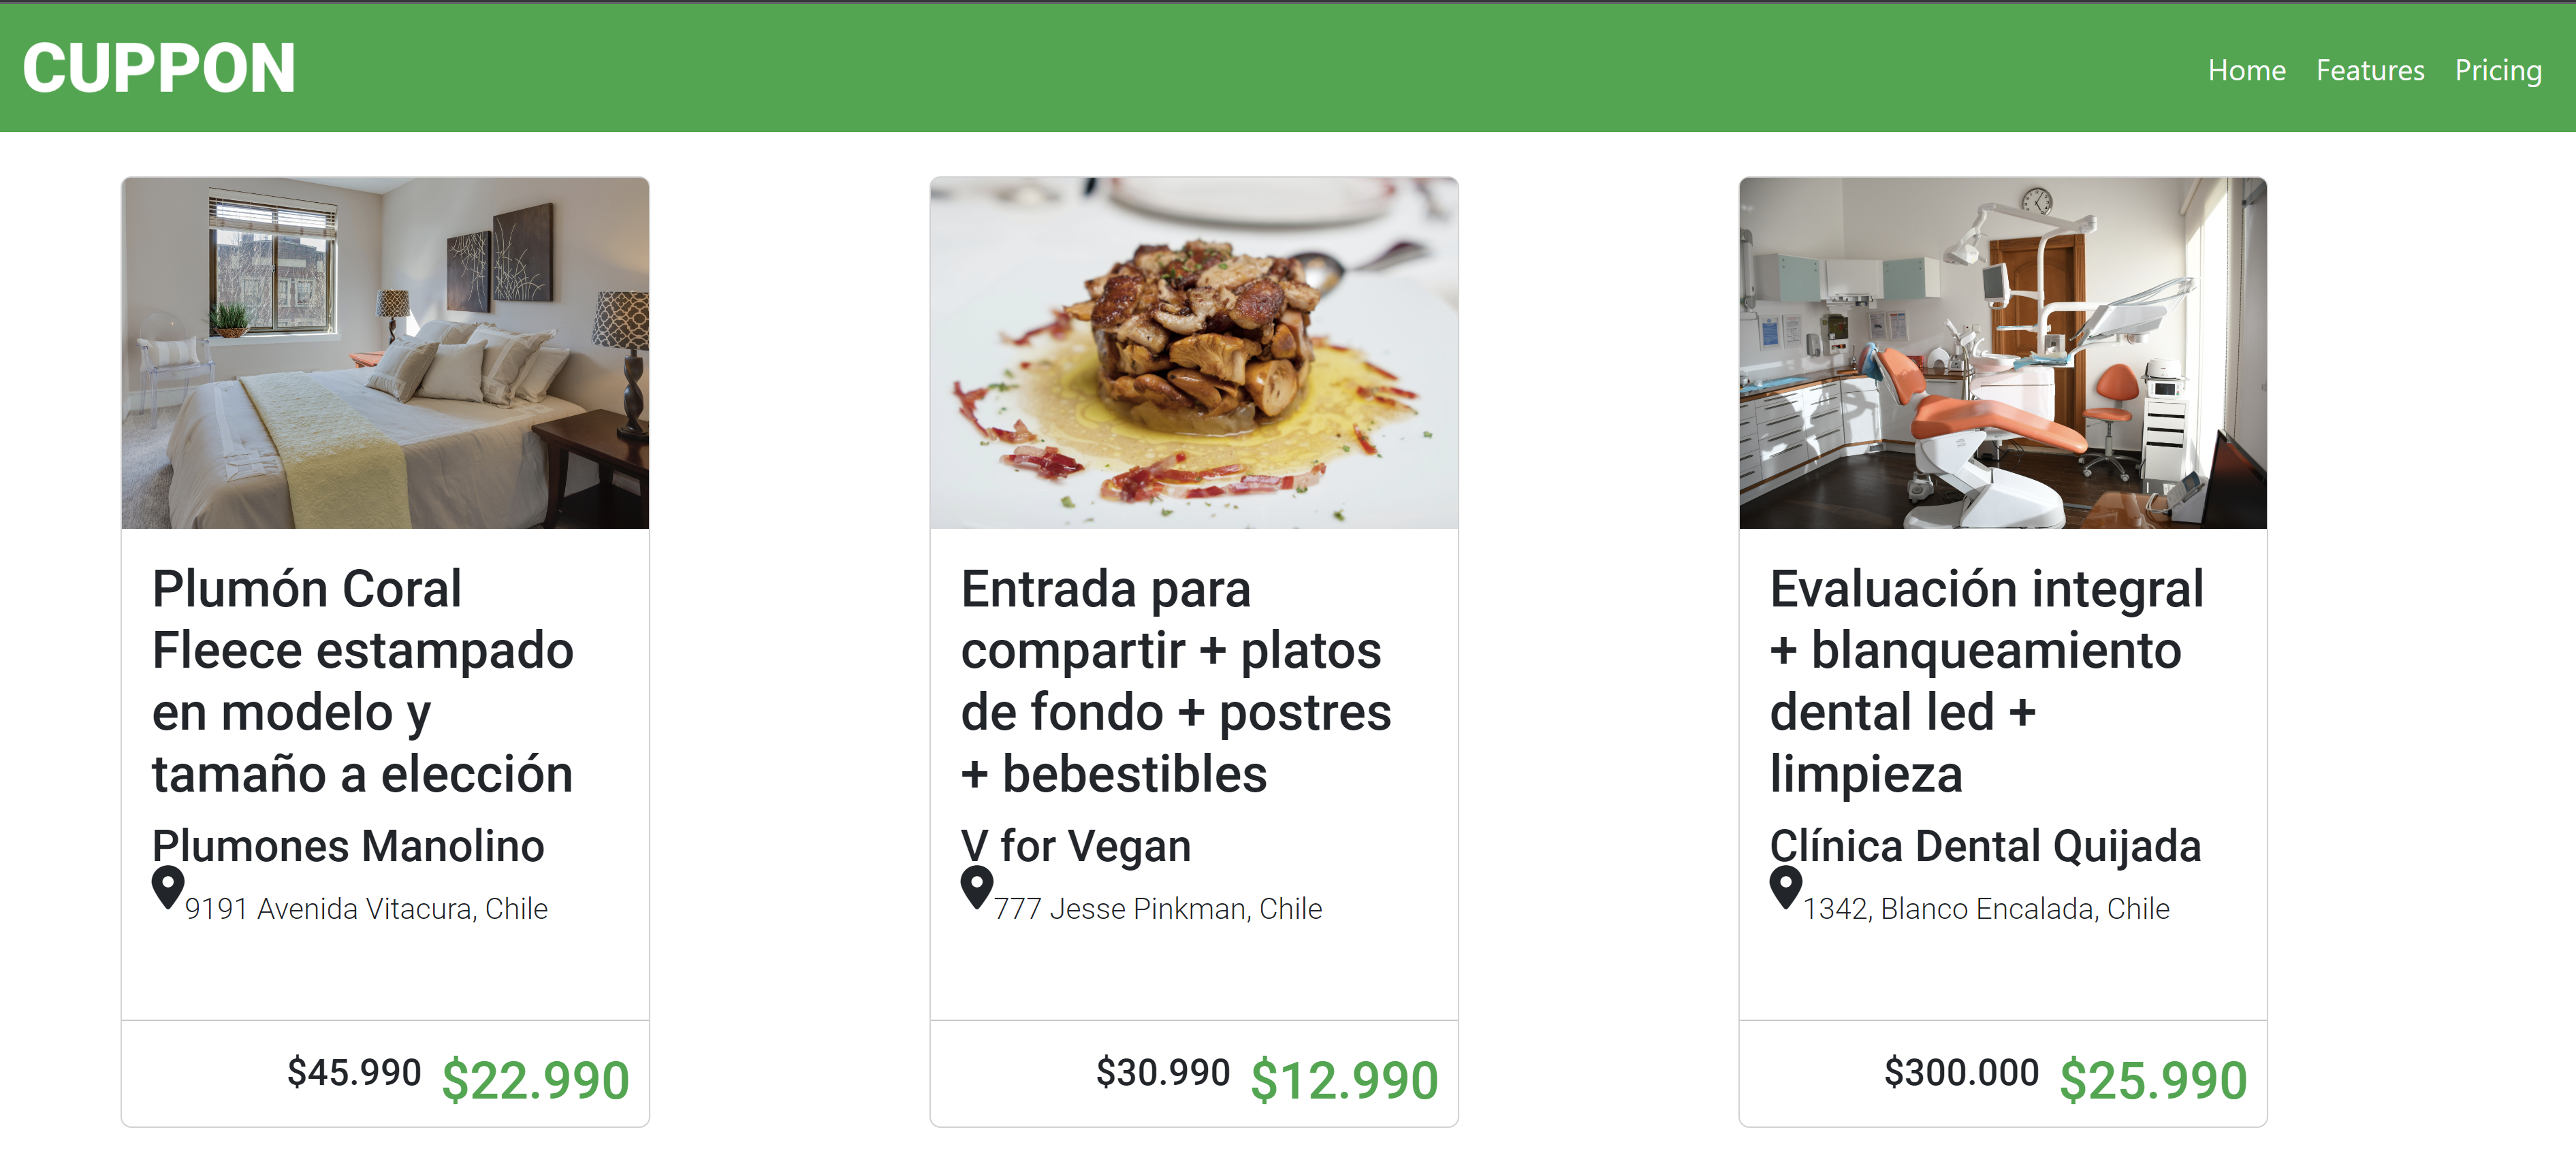 CUPPON
Home Features Pricing
Plumón Coral
Fleece estampado
en modelo y
tamaño a elección
Plumones Manolino
9191 Avenida Vitacura, Chile
$45.990 $22.990
Entrada para
compartir + platos
de fondo + postres
+ bebestibles
V for Vegan
777 Jesse Pinkman, Chile
$30.990 $12.990
Evaluación integral
+ blanqueamiento
dental led +
limpieza
Clínica Dental Quijada
1342, Blanco Encalada, Chile
$300.000 $25.990